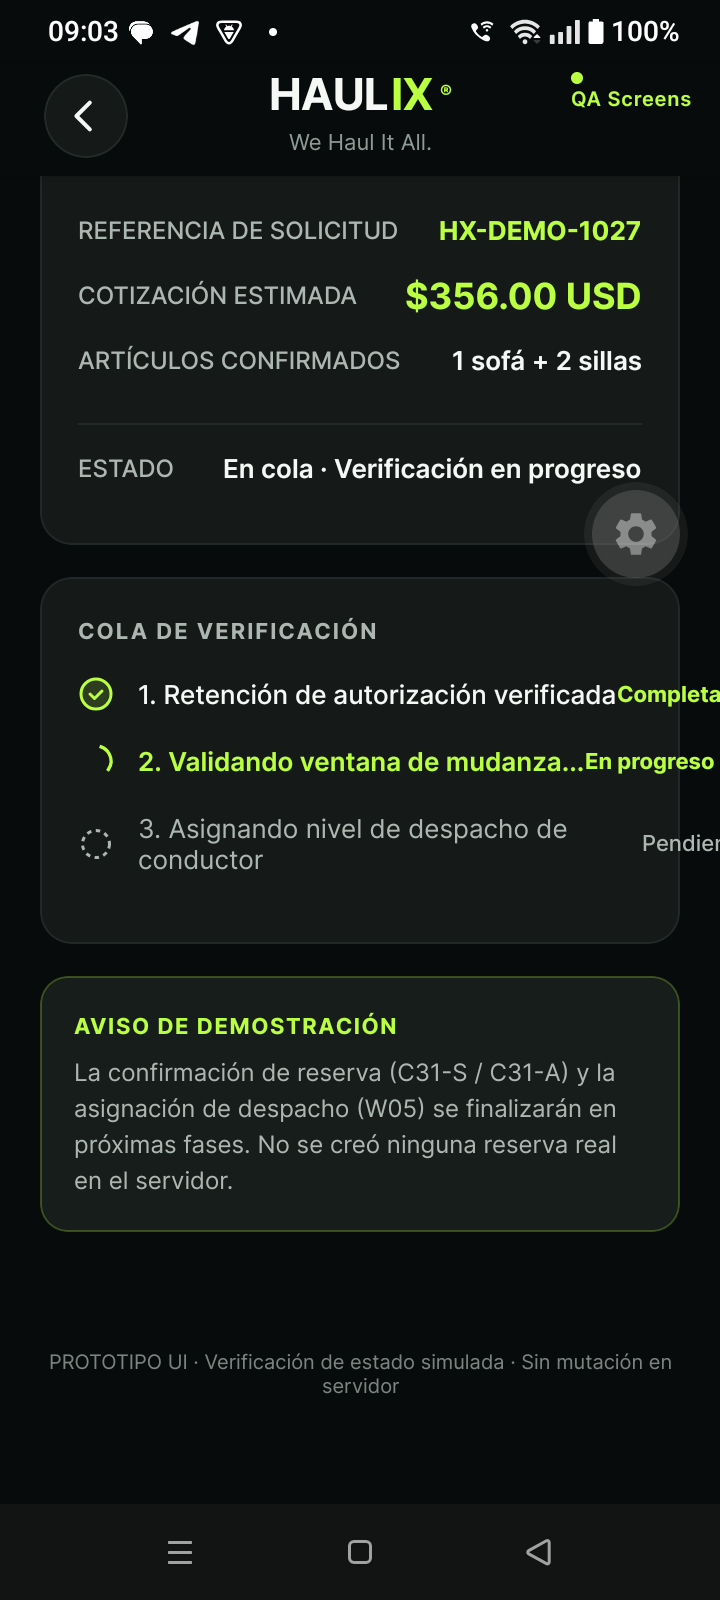 09:03
100%
HAULIX ®
QA Screens
We Haul It All.
REFERENCIA DE SOLICITUD HX-DEMO-1027
COTIZACIÓN ESTIMADA $356.00 USD
ARTÍCULOS CONFIRMADOS 1 sofá + 2 sillas
ESTADO En cola · Verificación en progreso
COLA DE VERIFICACIÓN
1. Retención de autorización verificada Completa
2. Validando ventana de mudanza... En progreso
3. Asignando nivel de despacho de
conductor
AVISO DE DEMOSTRACIÓN
La confirmación de reserva (C31-S / C31-A) y la
asignación de despacho (W05) se finalizarán en
próximas fases. No se creó ninguna reserva real
en el servidor.
PROTOTIPO UI · Verificación de estado simulada · Sin mutación en
servidor